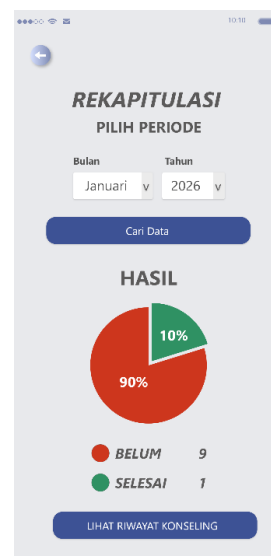 10:10
REKAPITULASI
PILIH PERIODE
Bulan Tahun
Januari v 2026 v
Cari Data
HASIL
10%
90%
BELUM 9
SELESAI 1
LIHAT RIWAYAT KONSELING